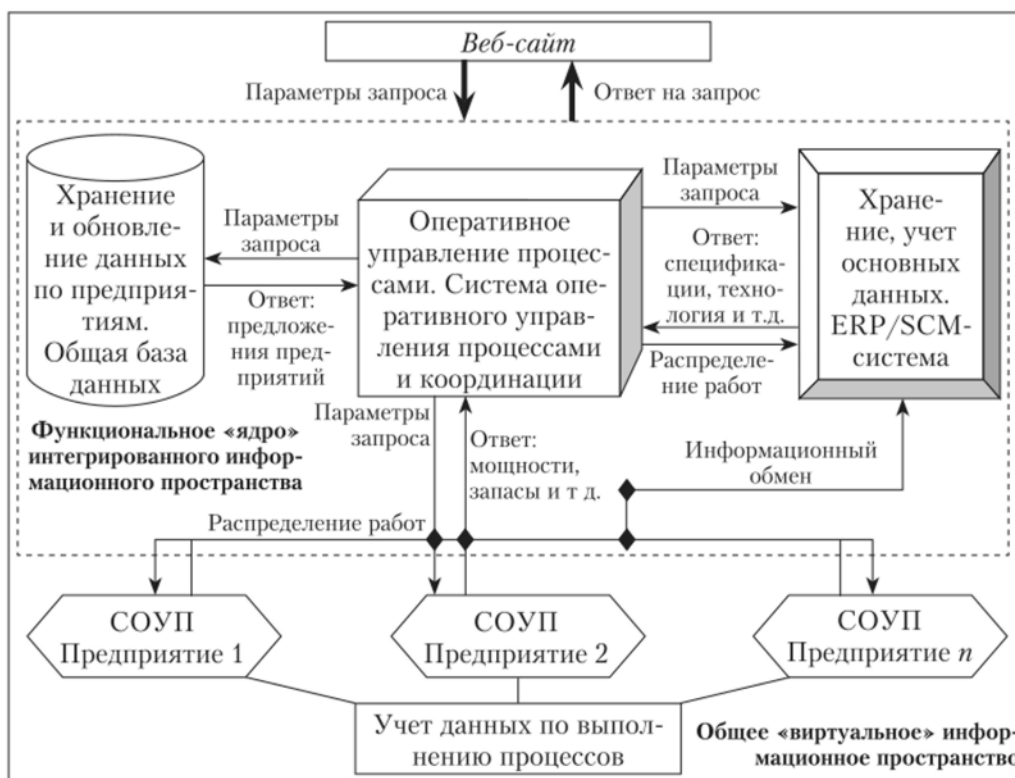 Веб-сайт
Параметры запроса
Ответ на запрос
Хранение
и обновле-
ние данных
по предприя-
тиям.
Общая база
данных
Параметры
запроса
Ответ:
предложе-
ния пред-
приятий
Оперативное
управление процес-
сами. Система опе-
ративного управ-
ления процессами
и координации
Параметры
запроса
Ответ:
специфика-
ции, техно-
логия и т.д.
Распределе-
ние работ
Хране-
ние, учет
основных
данных.
ERP/SCM-
система
Функциональное «ядро»
интегрированного инфор-
мационного пространства
Параметры
запроса
Ответ:
мощности,
запасы и т д.
Информационный
обмен
Распределение работ
СОУП
Предприятие 1
СОУП
Предприятие 2
СОУП
Предприятие n
Учет данных по выпол-
нению процессов
Общее «виртуальное» инфор-
мационное пространство